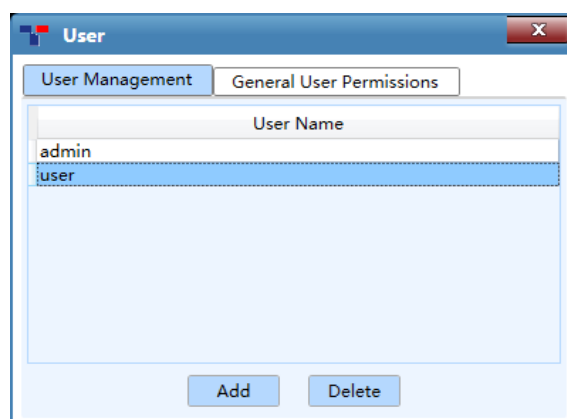 User
x
User Management General User Permissions
User Name
admin
user
Add Delete